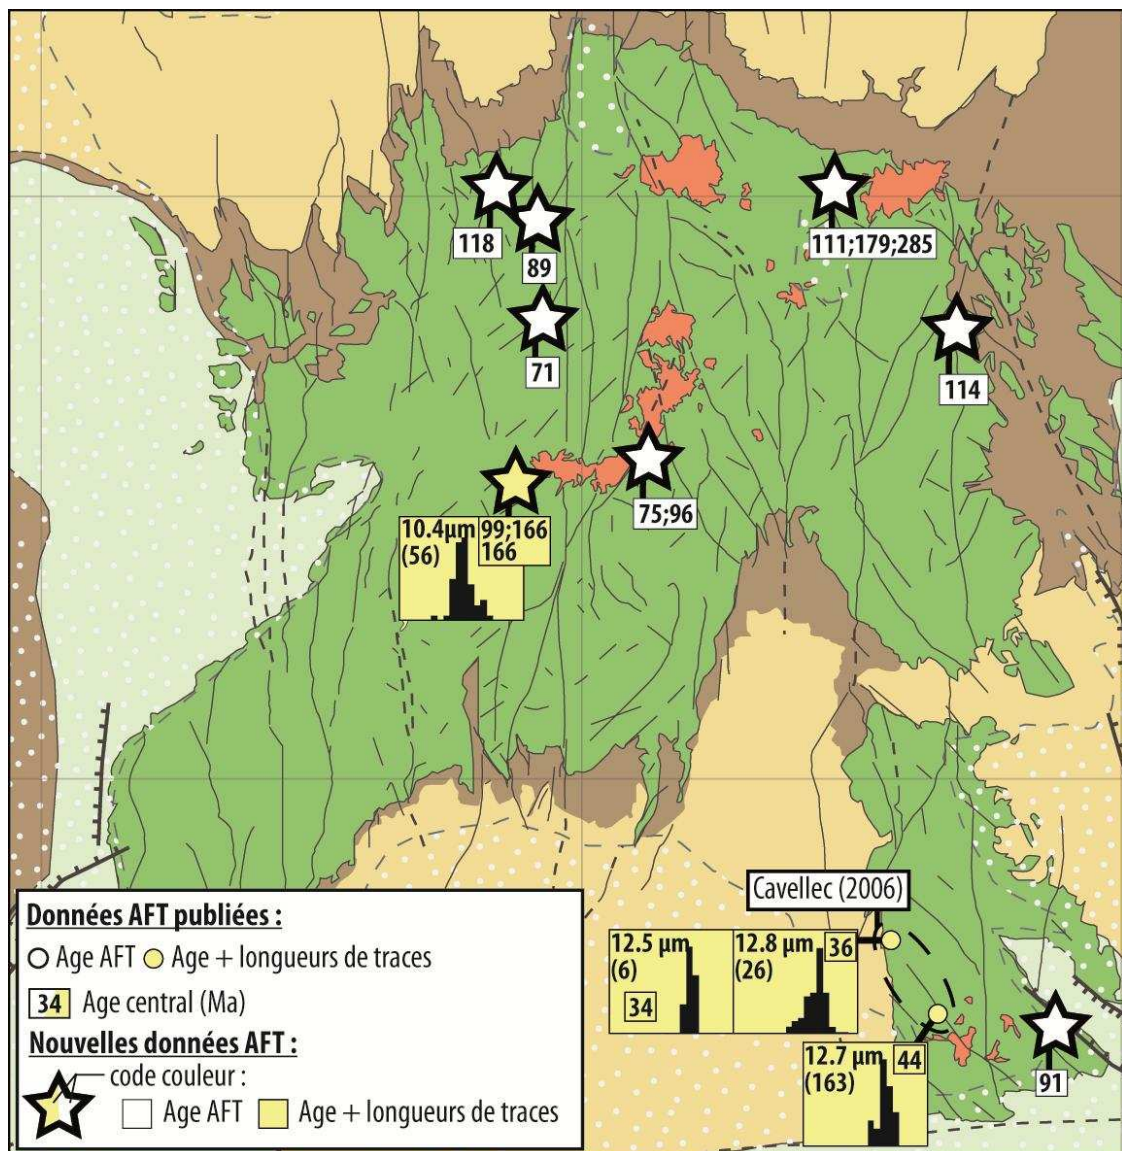 118
89
111;179;285
71
114
75;96
10.4µm
(56)
99;166
166
Cavellec (2006)
12.5 µm
(6)
34
12.8 µm
(26)
36
12.7 µm
(163)
44
91
Données AFT publiées :
Age AFT Age + longueurs de traces
34 Age central (Ma)
Nouvelles données AFT :
code couleur :
Age AFT Age + longueurs de traces